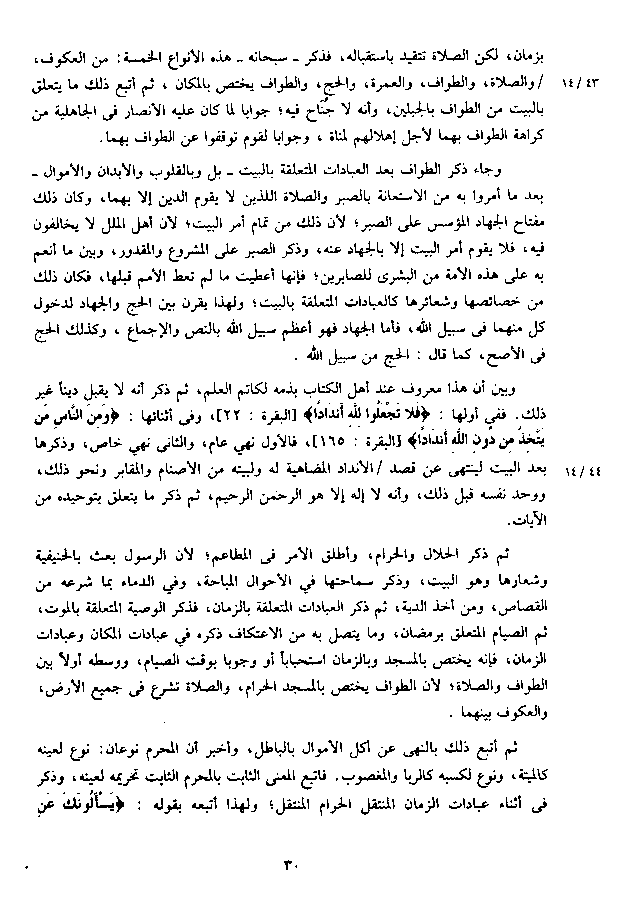 بزمان، لكن الصلاة تتقيد باستقباله، فذكر ـ سبحانه ـ هذه الأنواع الخمسة: من العكوف،
١٤/٤٣ /والصلاة، والطواف، والعمرة، والحج، والطواف يختص بالمكان ، ثم أتبع ذلك ما يتعلق
بالبيت من الطواف بالجبلين، وأنه لا جُنَاح فيه؛ جوابا لما كان عليه الأنصار فى الجاهلية من
كراهة الطواف بهما لأجل إهلالهم لمناة ، وجوابا لقوم توقفوا عن الطواف بهما.
وجاء ذكر الطواف بعد العبادات المتعلقة بالبيت ـ بل وبالقلوب والأبدان والأموال ـ
بعد ما أمروا به من الاستعانة بالصبر والصلاة اللذين لا يقوم الدين إلا بهما، وكان ذلك
مفتاح الجهاد المؤسس على الصبر؛ لأن ذلك من تمام أمر البيت؛ لأن أهل الملل لا يخالفون
فيه، فلا يقوم أمر البيت إلا بالجهاد عنه، وذكر الصبر على المشروع والمقدور، وبين ما أنعم
به على هذه الأمة من البشرى للصابرين؛ فإنها أعطيت ما لم تعط الأمم قبلها، فكان ذلك
من خصائصها وشعائرها كالعبادات المتعلقة بالبيت؛ ولهذا يقرن بين الحج والجهاد لدخول
كل منهما فى سبيل الله، فأما الجهاد فهو أعظم سبيل الله بالنص والإجماع ، وكذلك الحج
فى الأصح، كما قال : الحج من سبيل الله .
وبين أن هذا معروف عند أهل الكتاب بذمه لكاتم العلم، ثم ذكر أنه لا يقبل ديناً غير
ذلك. ففي أولها : ﴿فَلا تَجْعَلُوا لِلَّهِ أَندَادًا﴾ [البقرة : ٢٢]، وفى أثنائها : ﴿وَمِنَ النَّاسِ مَن
يَتَّخِذُ مِن دُونِ اللَّهِ أَندَادًا﴾ [البقرة : ١٦٥]، فالأول نهي عام، والثانى نهي خاص، وذكرها
١٤/٤٤ بعد البيت لينتهى عن قصد /الأنداد المضاهية له ولبيته من الأصنام والمقابر ونحو ذلك،
ووحد نفسه قبل ذلك، وأنه لا إله إلا هو الرحمن الرحيم، ثم ذكر ما يتعلق بتوحيده من
الآيات.
ثم ذكر الحلال والحرام، وأطلق الأمر فى المطاعم؛ لأن الرسول بعث بالحنيفية
وشعارها وهو البيت، وذكر سماحتها في الأحوال المباحة، وفي الدماء بما شرعه من
القصاص، ومن أخذ الدية، ثم ذكر العبادات المتعلقة بالزمان، فذكر الوصية المتعلقة بالموت،
ثم الصيام المتعلق برمضان، وما يتصل به من الاعتكاف ذكره في عبادات المكان وعبادات
الزمان، فإنه يختص بالمسجد وبالزمان استحباباً أو وجوبا بوقت الصيام، ووسطه أولاً بين
الطواف والصلاة؛ لأن الطواف يختص بالمسجد الحرام، والصلاة تشرع فى جميع الأرض،
والعكوف بينهما .
ثم أتبع ذلك بالنهى عن أكل الأموال بالباطل، وأخبر أن المحرم نوعان: نوع لعينه
كالميتة، ونوع لكسبه كالربا والمغصوب. فاتبع المعنى الثابت بالمحرم الثابت تحريمه لعينه، وذكر
فى أثناء عبادات الزمان المنتقل الحرام المنتقل؛ ولهذا أتبعه بقوله : ﴿يَسْأَلُونَكَ عَنِ
٣٠